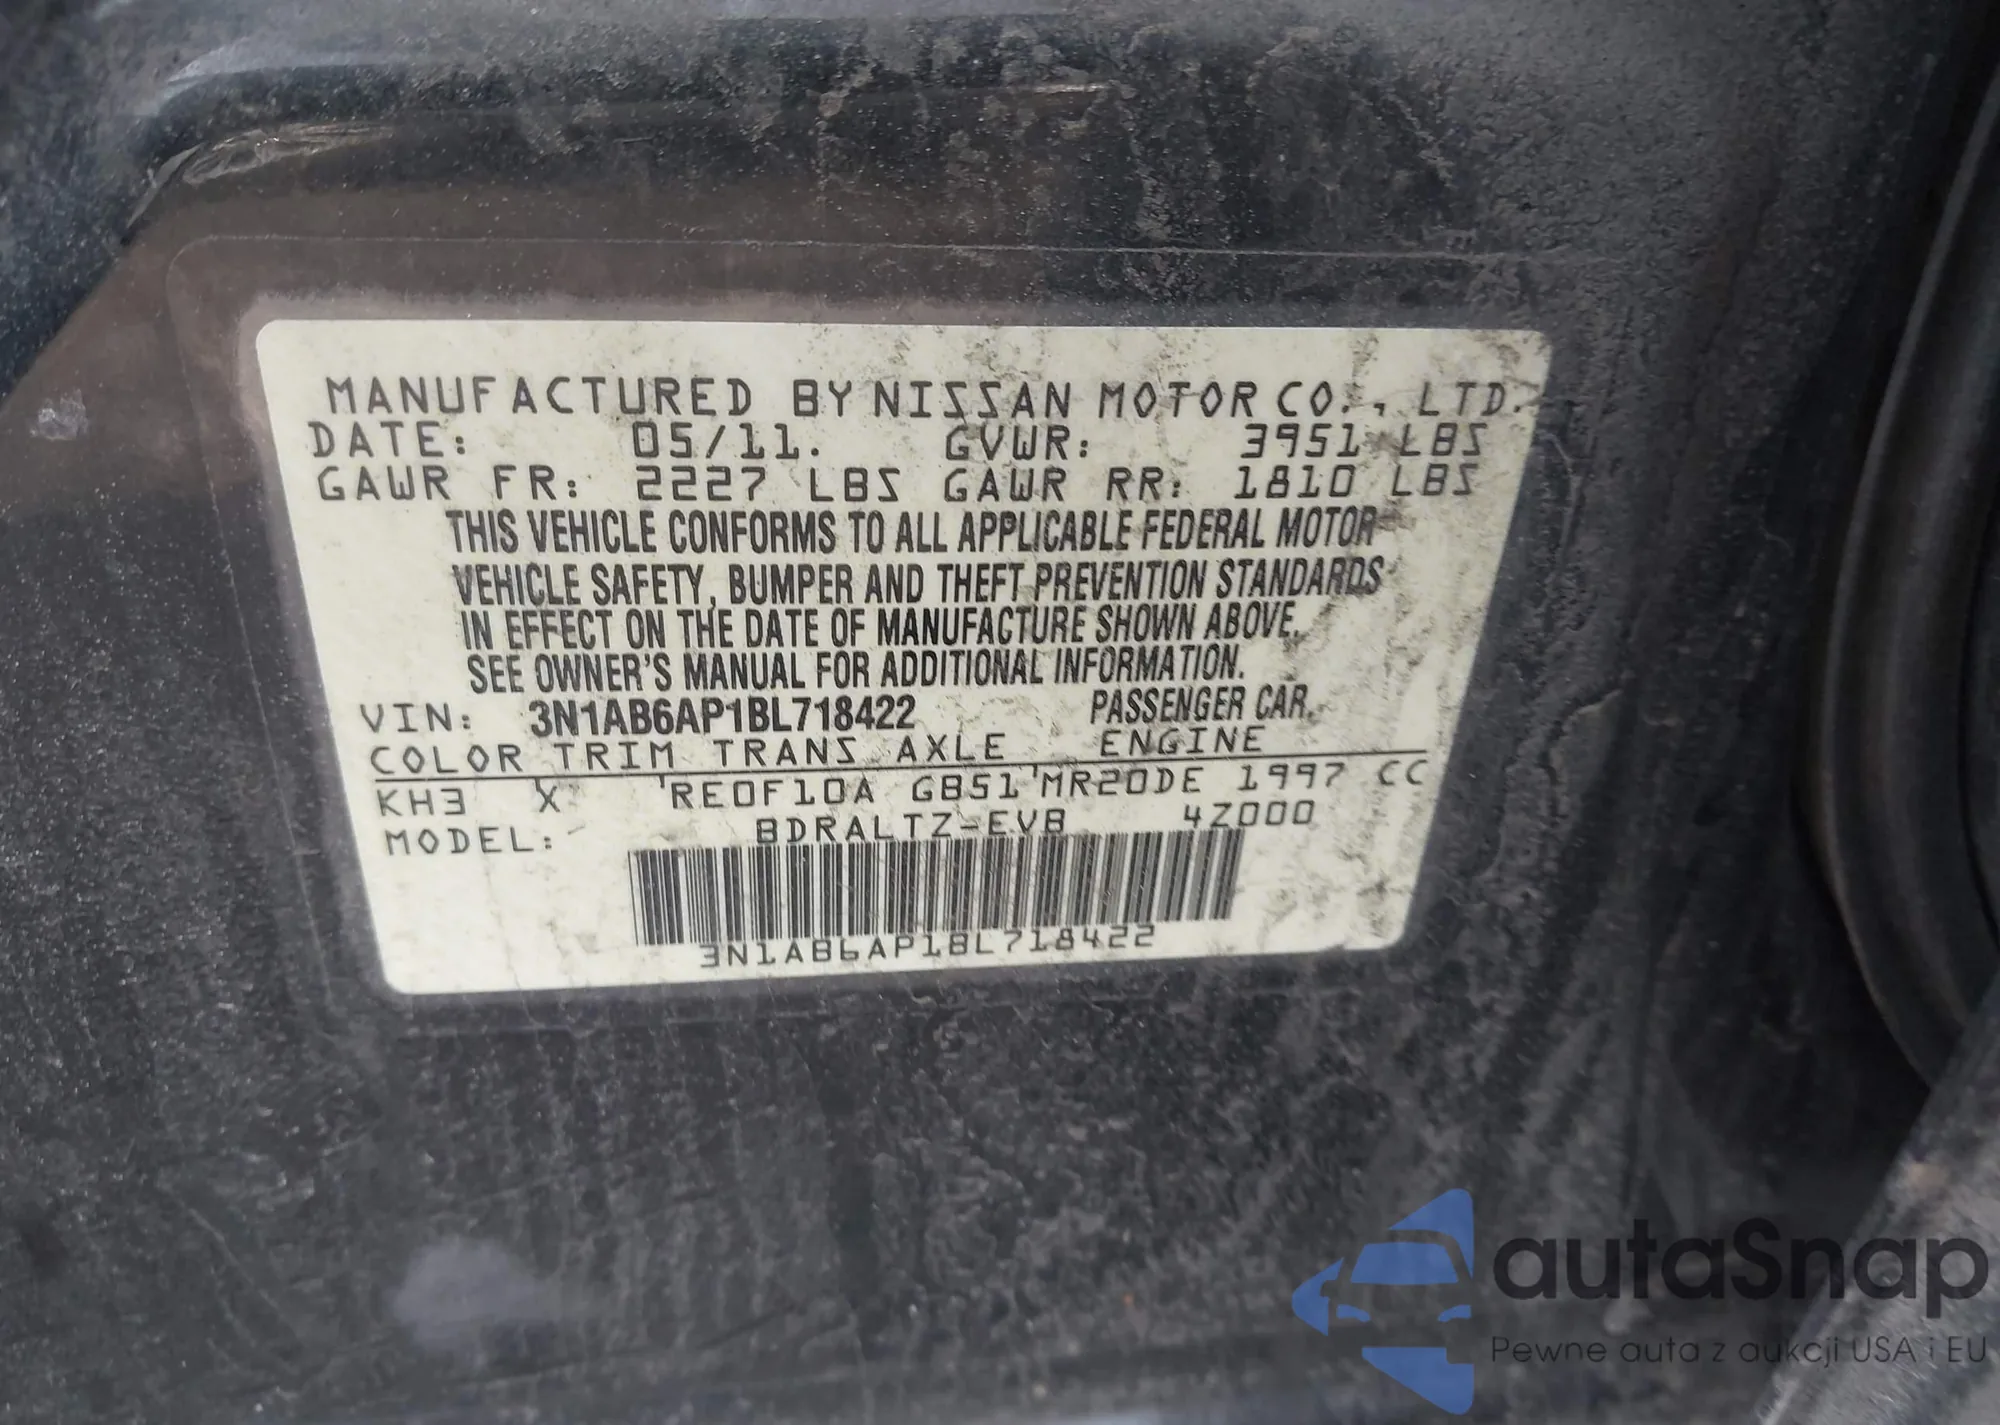 MANUFACTURED BY NISSAN MOTOR CO., LTD.
DATE: 05/11. GVWR: 3951 LBS
GAWR FR: 2227 LBS GAWR RR: 1810 LBS
THIS VEHICLE CONFORMS TO ALL APPLICABLE FEDERAL MOTOR
VEHICLE SAFETY, BUMPER AND THEFT PREVENTION STANDARDS
IN EFFECT ON THE DATE OF MANUFACTURE SHOWN ABOVE.
SEE OWNER'S MANUAL FOR ADDITIONAL INFORMATION.
VIN: 3N1AB6AP1BL718422 PASSENGER CAR.
COLOR TRIM TRANS AXLE ENGINE
KH3 X 'RE0F10A GB51'MR20DE 1997 CC
MODEL: BDRALTZ-EVB 4Z000
3N1AB6AP1BL718422
autaSnap
Pewne auta z aukcji USA i EU